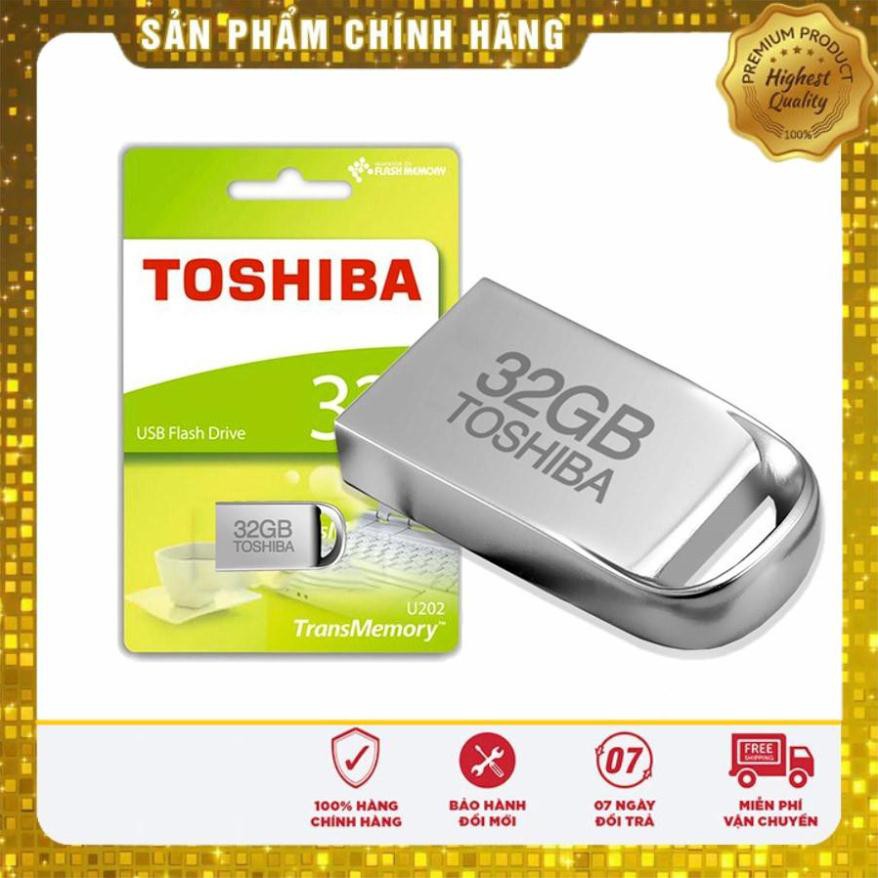 SẢN PHẨM CHÍNH HÃNG
PREMIUM PRODUCT
Highest
Quality
100%
FLASH MEMORY
TOSHIBA
32
USB Flash Drive
32GB
TOSHIBA
32GB
TOSHIBA
U202
TransMemory™
07
FREE
SHIPPING
100% HÀNG
CHÍNH HÃNG
BẢO HÀNH
ĐỔI MỚI
07 NGÀY
ĐỔI TRẢ
MIỄN PHÍ
VẬN CHUYỂN